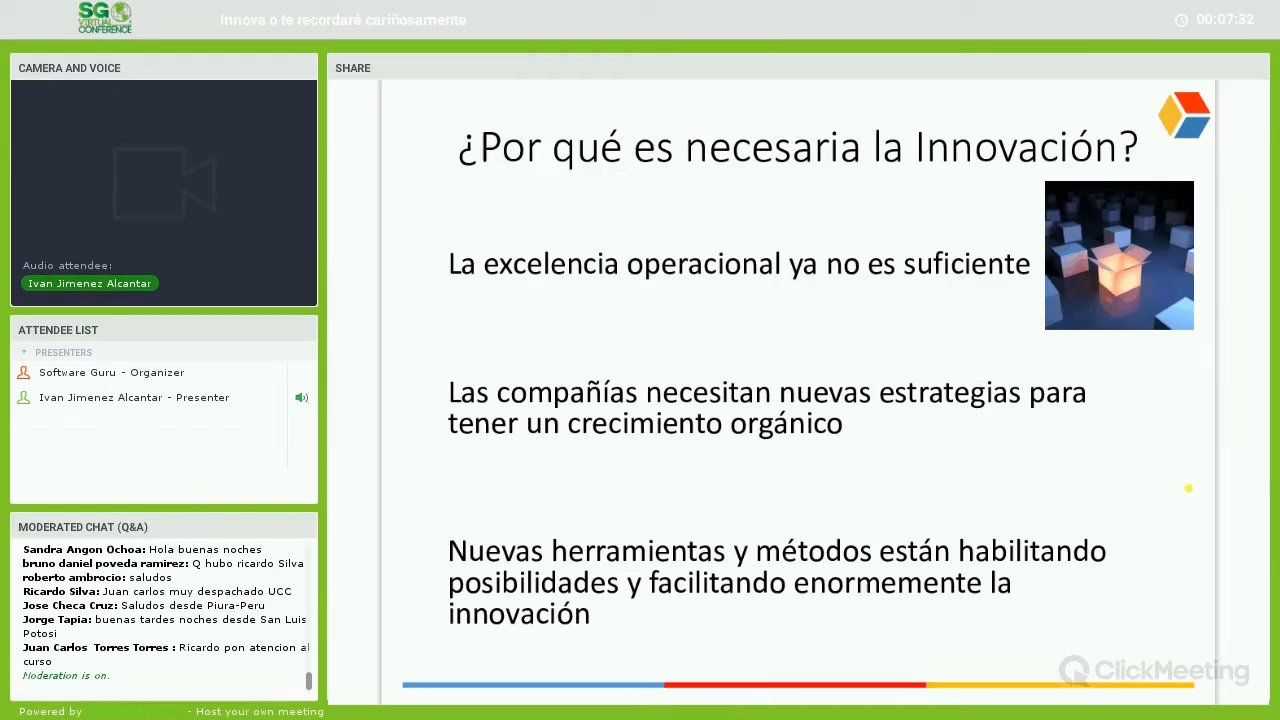 SG
VIRTUAL
CONFERENCE
Innova o te recordaré cariñosamente
00:07:32
CAMERA AND VOICE
Audio attendee:
Ivan Jimenez Alcantar
ATTENDEE LIST
PRESENTERS
Software Guru - Organizer
Ivan Jimenez Alcantar - Presenter
MODERATED CHAT (Q&A)
Sandra Angon Ochoa: Hola buenas noches
bruno daniel poveda ramirez: Q hubo ricardo Silva
roberto ambrocio: saludos
Ricardo Silva: Juan carlos muy despachado UCC
Jose Checa Cruz: Saludos desde Piura-Peru
Jorge Tapia: buenas tardes noches desde San Luis
Potosi
Juan Carlos Torres Torres : Ricardo pon atencion al
curso
Moderation is on.
Powered by
- Host your own meeting
SHARE
¿Por qué es necesaria la Innovación?
La excelencia operacional ya no es suficiente
Las compañías necesitan nuevas estrategias para
tener un crecimiento orgánico
Nuevas herramientas y métodos están habilitando
posibilidades y facilitando enormemente la
innovación
ClickMeeting